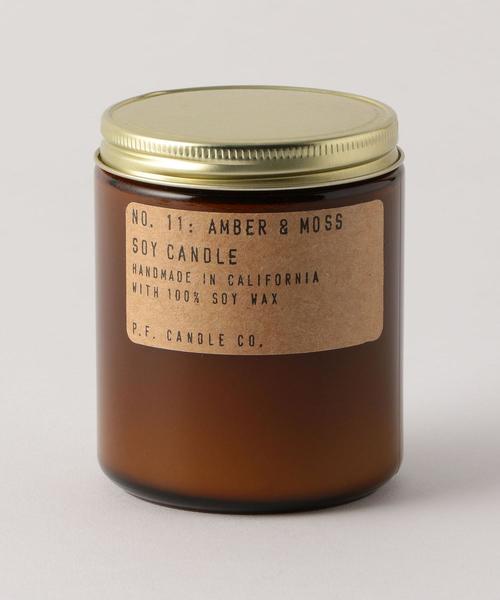 NO. 11: AMBER & MOSS
SOY CANDLE
HANDMADE IN CALIFORNIA
WITH 100% SOY WAX
P.F. CANDLE CO.